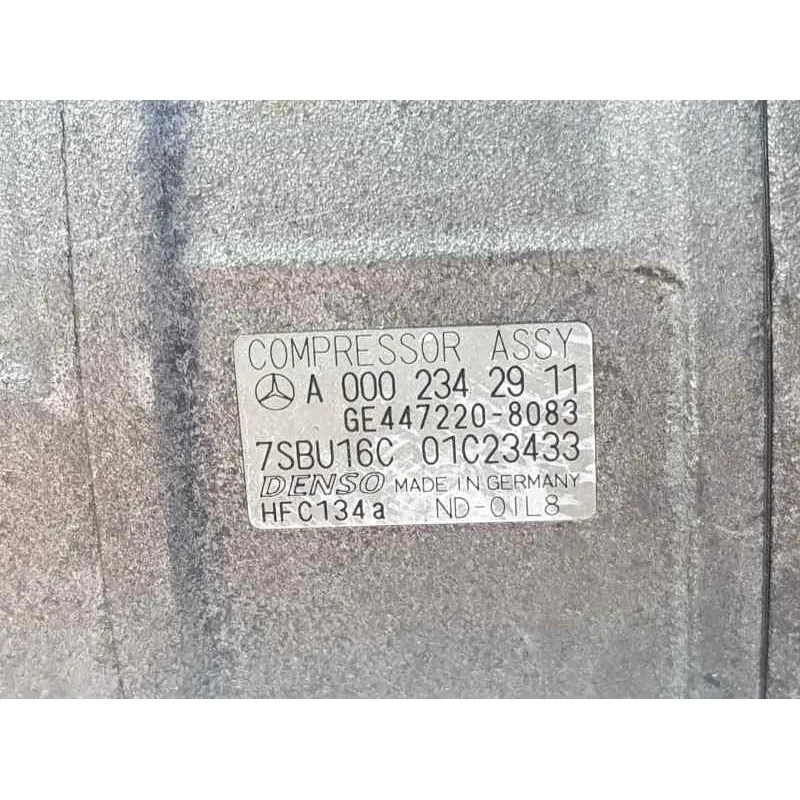 COMPRESSOR ASSY
A 000 234 29 11
GE447220-8083
7SBU16C 01C23433
DENSO MADE IN GERMANY
HFC134a ND-OIL8